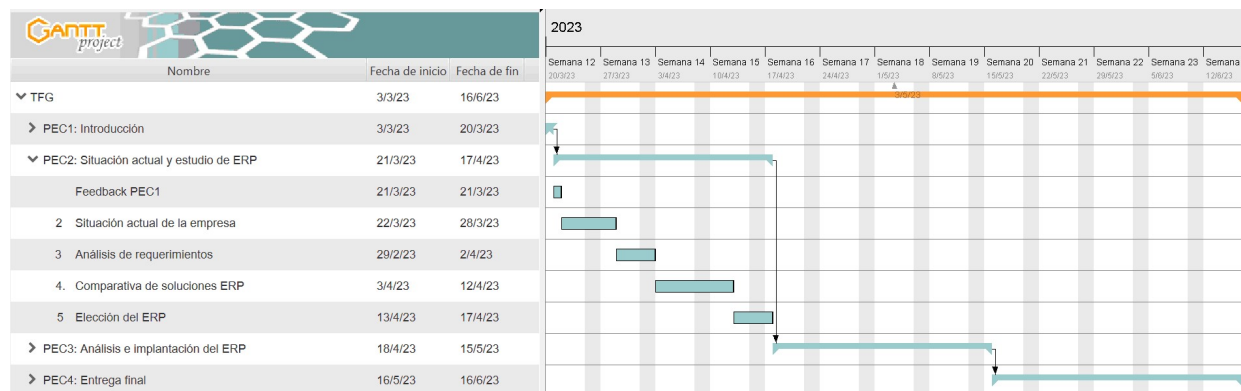 GANTT
project
2023
Nombre Fecha de inicio Fecha de fin
Semana 12 Semana 13 Semana 14 Semana 15 Semana 16 Semana 17 Semana 18 Semana 19 Semana 20 Semana 21 Semana 22 Semana 23 Semana
20/3/23 27/3/23 3/4/23 10/4/23 17/4/23 24/4/23 1/5/23 8/5/23 15/5/23 22/5/23 29/5/23 5/6/23 12/6/23
TFG 3/3/23 16/6/23
3/5/23
PEC1: Introducción 3/3/23 20/3/23
PEC2: Situación actual y estudio de ERP 21/3/23 17/4/23
Feedback PEC1 21/3/23 21/3/23
2 Situación actual de la empresa 22/3/23 28/3/23
3 Análisis de requerimientos 29/2/23 2/4/23
4. Comparativa de soluciones ERP 3/4/23 12/4/23
5 Elección del ERP 13/4/23 17/4/23
PEC3: Análisis e implantación del ERP 18/4/23 15/5/23
PEC4: Entrega final 16/5/23 16/6/23